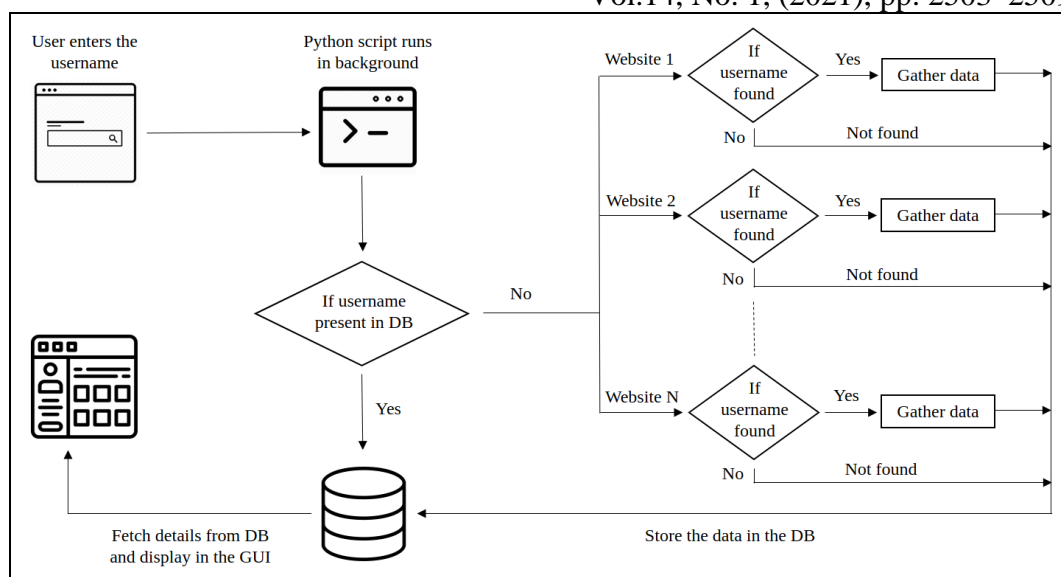 Vol.14, No. 1, (2021), pp. 2303–230
User enters the
username
Python script runs
in background
If username
present in DB
No
Yes
Website 1
If
username
found
Yes
Gather data
No
Not found
Website 2
If
username
found
Yes
Gather data
No
Not found
Website N
If
username
found
Yes
Gather data
No
Not found
Fetch details from DB
and display in the GUI
Store the data in the DB